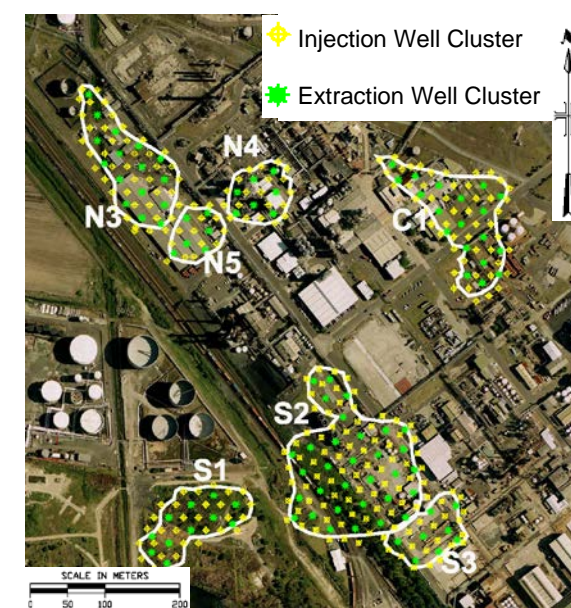 Injection Well Cluster
Extraction Well Cluster
N4
N3
N5
C1
S2
S1
S3
SCALE IN METERS
0 50 100 200